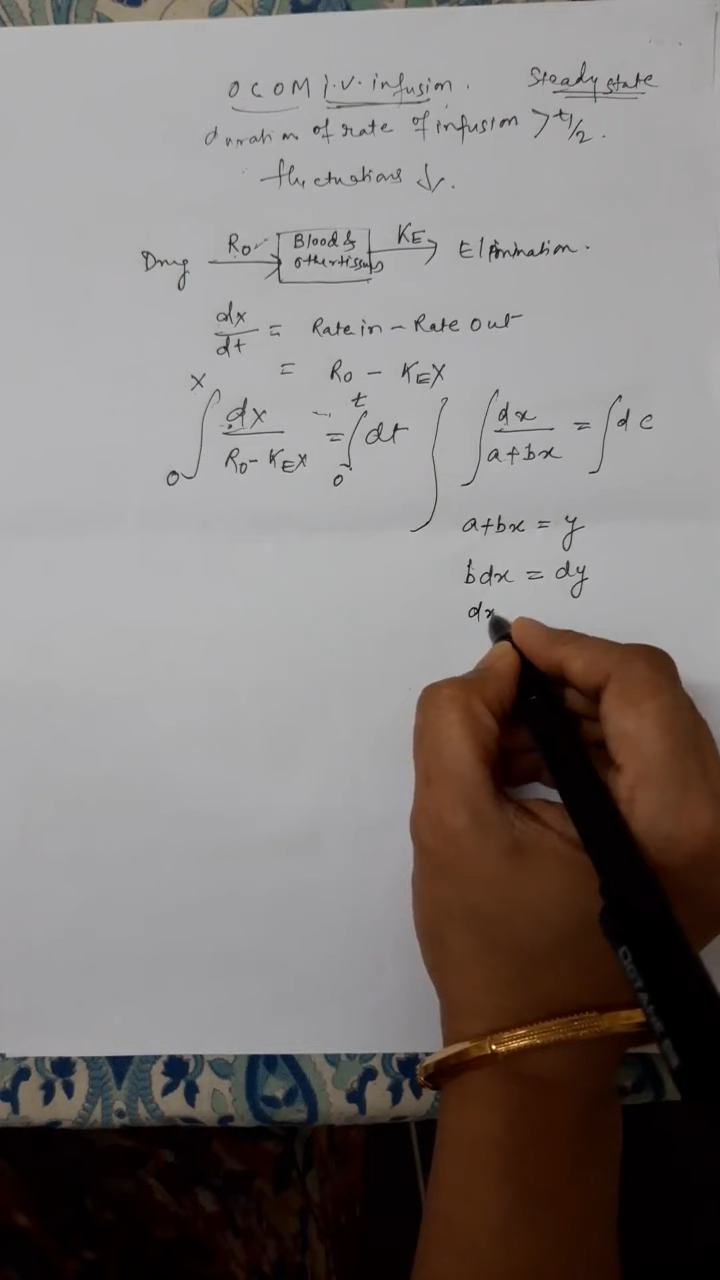 OCOM i.v. infusion. Steady state
duration of rate of infusion > t1/2.
fluctuations ↓.
Drug R0 → Blood & other tissues KE → Elimination.
dx/dt = Rate in - Rate out
= R0 - KEX
∫0^X dx/(R0 - KEX) = ∫0^t dt
∫ dx/(a+bx) = ∫ dc
a+bx = y
bdx = dy
dx